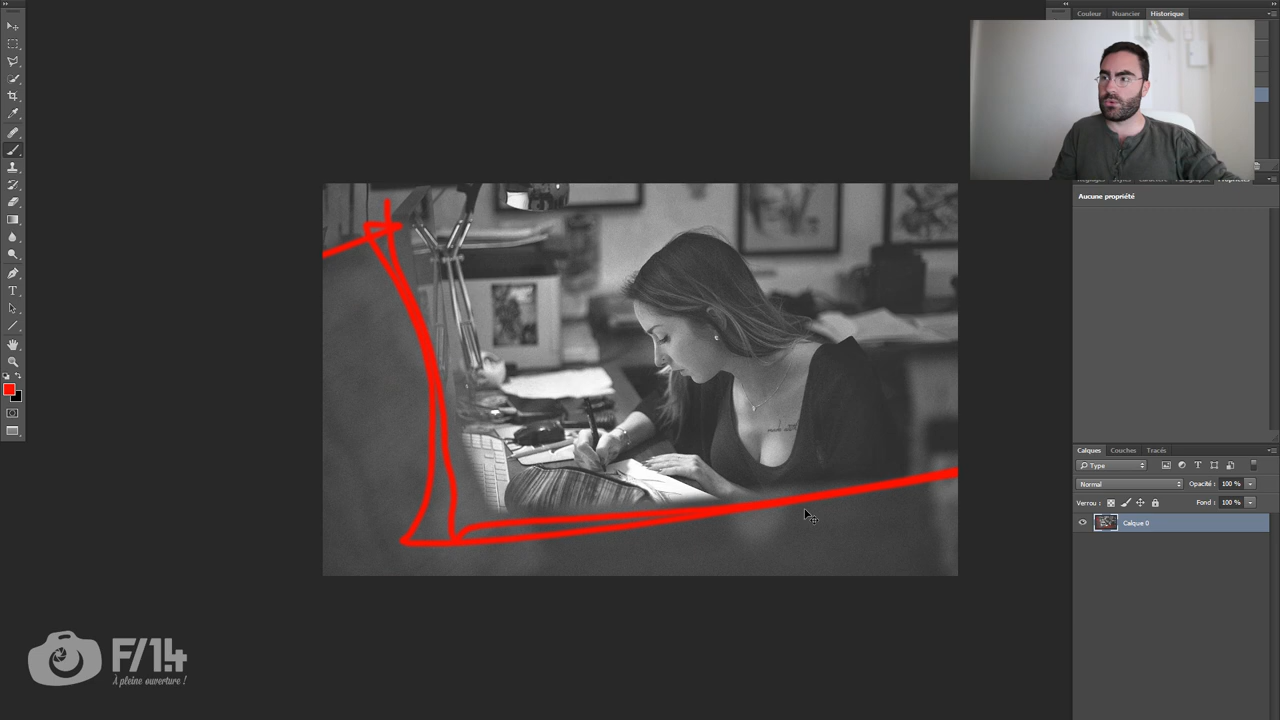 Couleur Nuancier Historique
Aucune propriété
Calques Couches Tracés
Type
Normal Opacité : 100 %
Verrou : Fond : 100 %
Calque 0
T
F/1.4
À pleine ouverture !